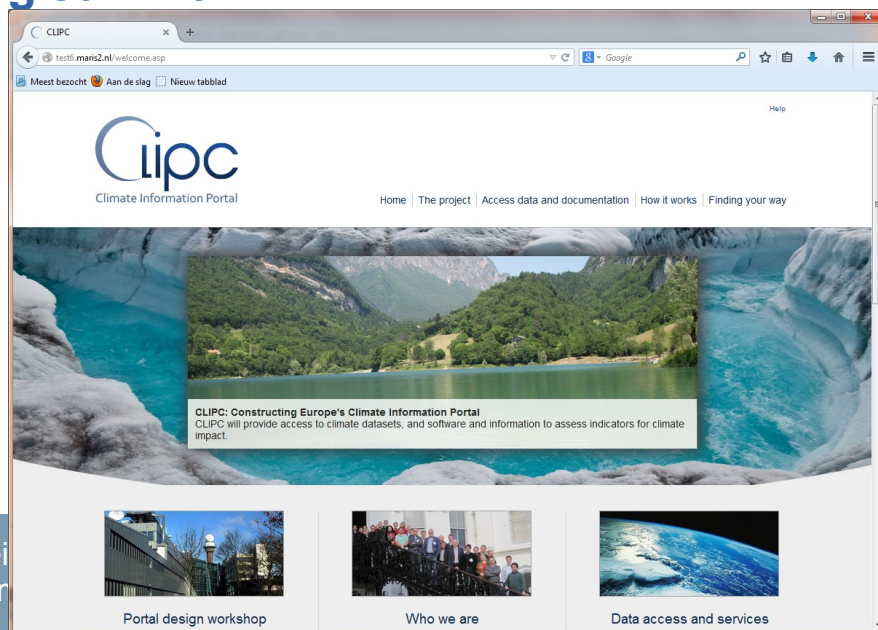 CLIPC
test6.maris2.nl/welcome.asp
Google
Meest bezocht Aan de slag Nieuw tabblad
Help
Clipc
Climate Information Portal
Home The project Access data and documentation How it works Finding your way
CLIPC: Constructing Europe's Climate Information Portal
CLIPC will provide access to climate datasets, and software and information to assess indicators for climate
impact.
Portal design workshop Who we are Data access and services